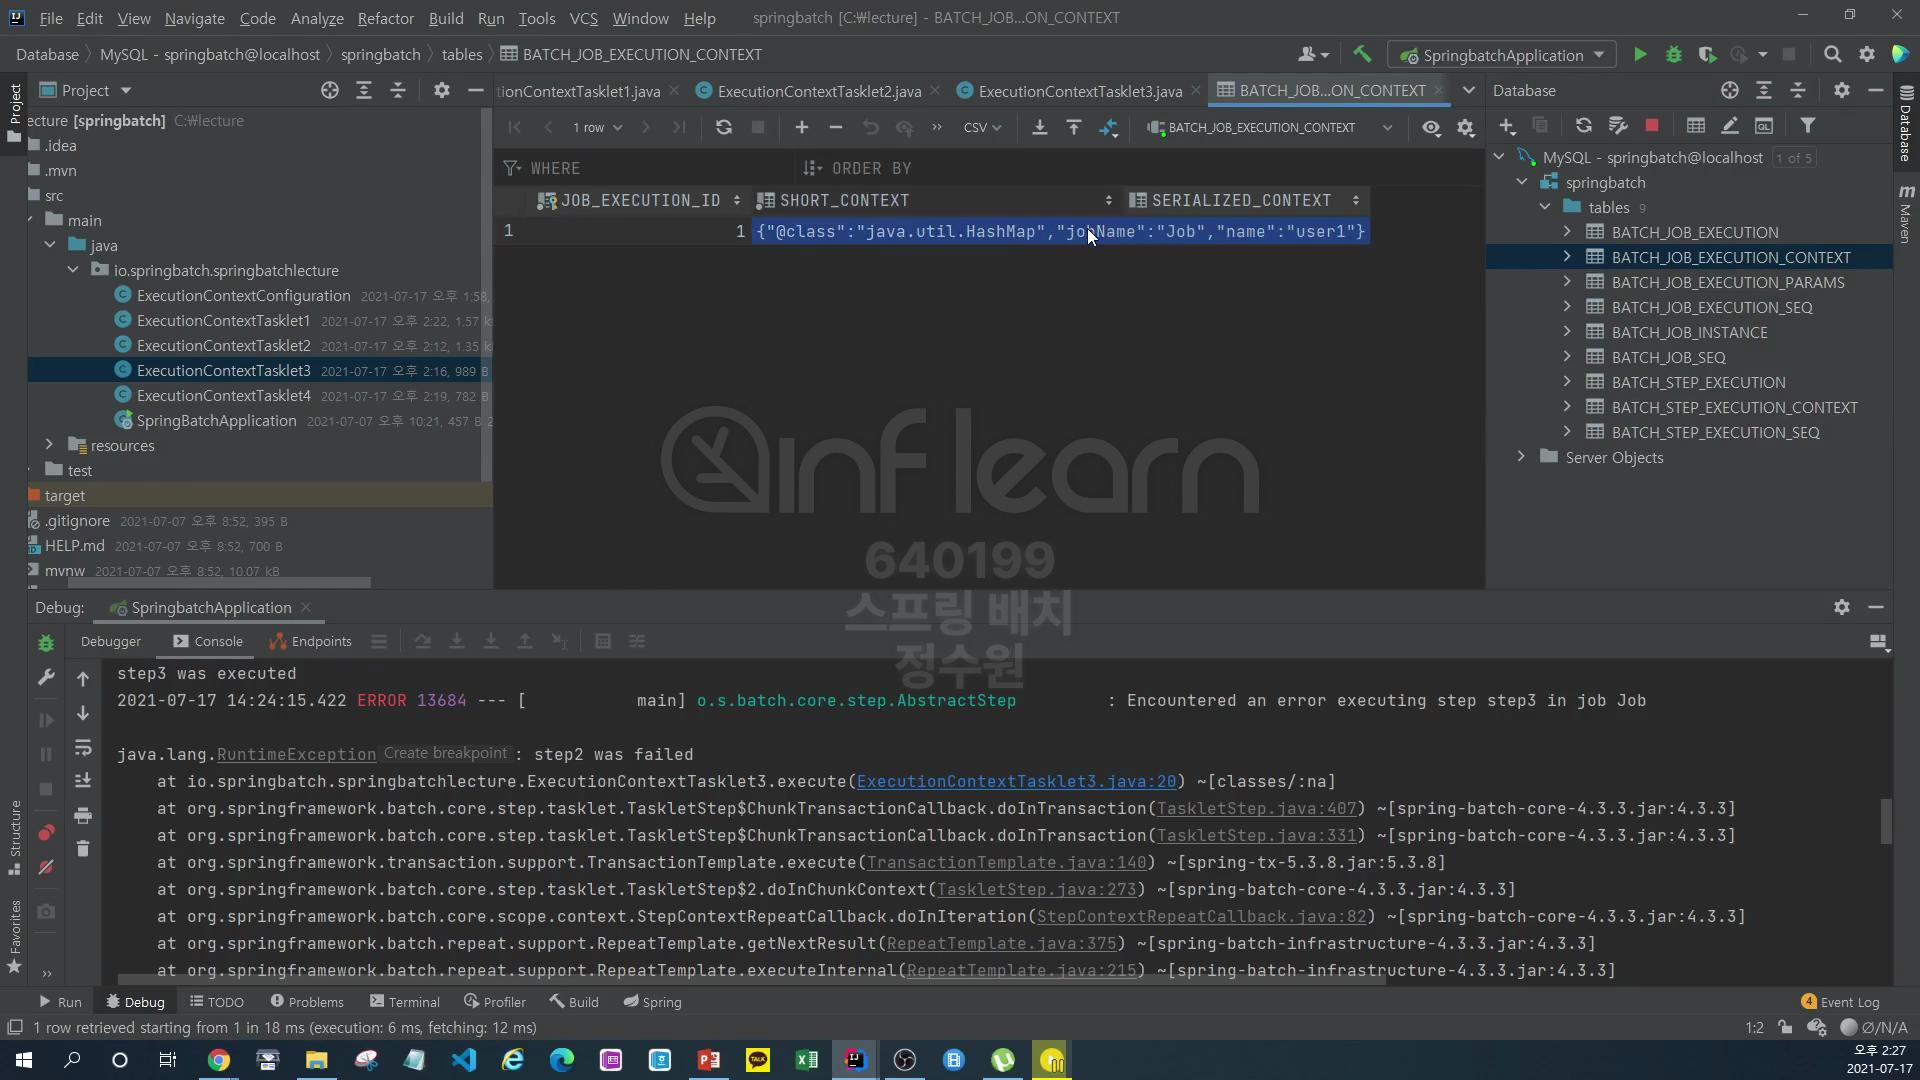 File Edit View Navigate Code Analyze Refactor Build Run Tools VCS Window Help springbatch [C:₩lecture] - BATCH_JOB...ON_CONTEXT
Database MySQL - springbatch@localhost springbatch tables BATCH_JOB_EXECUTION_CONTEXT SpringbatchApplication
Project
tionContextTasklet1.java ExecutionContextTasklet2.java ExecutionContextTasklet3.java BATCH_JOB...ON_CONTEXT
Database
1 row CSV BATCH_JOB_EXECUTION_CONTEXT
WHERE ORDER BY
JOB_EXECUTION_ID SHORT_CONTEXT SERIALIZED_CONTEXT
1 1 {"@class":"java.util.HashMap","jobName":"Job","name":"user1"}
Project
ecture [springbatch] C:₩lecture
.idea
.mvn
src
main
java
io.springbatch.springbatchlecture
ExecutionContextConfiguration 2021-07-17 오후 1:58,
ExecutionContextTasklet1 2021-07-17 오후 2:22, 1.57 k
ExecutionContextTasklet2 2021-07-17 오후 2:12, 1.35 k
ExecutionContextTasklet3 2021-07-17 오후 2:16, 989 B
ExecutionContextTasklet4 2021-07-17 오후 2:19, 782 B
SpringBatchApplication 2021-07-07 오후 10:21, 457 B 2
resources
test
target
.gitignore 2021-07-07 오후 8:52, 395 B
HELP.md 2021-07-07 오후 8:52, 700 B
mvnw 2021-07-07 오후 8:52, 10.07 kB
MySQL - springbatch@localhost 1 of 5
springbatch
tables 9
BATCH_JOB_EXECUTION
BATCH_JOB_EXECUTION_CONTEXT
BATCH_JOB_EXECUTION_PARAMS
BATCH_JOB_EXECUTION_SEQ
BATCH_JOB_INSTANCE
BATCH_JOB_SEQ
BATCH_STEP_EXECUTION
BATCH_STEP_EXECUTION_CONTEXT
BATCH_STEP_EXECUTION_SEQ
Server Objects
Database
Maven
inflearn
640199
스프링 배치
정수원
Debug: SpringbatchApplication
Debugger Console Endpoints
step3 was executed
2021-07-17 14:24:15.422 ERROR 13684 --- [ main] o.s.batch.core.step.AbstractStep : Encountered an error executing step step3 in job Job
java.lang.RuntimeException Create breakpoint : step2 was failed
at io.springbatch.springbatchlecture.ExecutionContextTasklet3.execute(ExecutionContextTasklet3.java:20) ~[classes/:na]
at org.springframework.batch.core.step.tasklet.TaskletStep$ChunkTransactionCallback.doInTransaction(TaskletStep.java:407) ~[spring-batch-core-4.3.3.jar:4.3.3]
at org.springframework.batch.core.step.tasklet.TaskletStep$ChunkTransactionCallback.doInTransaction(TaskletStep.java:331) ~[spring-batch-core-4.3.3.jar:4.3.3]
at org.springframework.transaction.support.TransactionTemplate.execute(TransactionTemplate.java:140) ~[spring-tx-5.3.8.jar:5.3.8]
at org.springframework.batch.core.step.tasklet.TaskletStep$2.doInChunkContext(TaskletStep.java:273) ~[spring-batch-core-4.3.3.jar:4.3.3]
at org.springframework.batch.core.scope.context.StepContextRepeatCallback.doInIteration(StepContextRepeatCallback.java:82) ~[spring-batch-core-4.3.3.jar:4.3.3]
at org.springframework.batch.repeat.support.RepeatTemplate.getNextResult(RepeatTemplate.java:375) ~[spring-batch-infrastructure-4.3.3.jar:4.3.3]
at org.springframework.batch.repeat.support.RepeatTemplate.executeInternal(RepeatTemplate.java:215) ~[spring-batch-infrastructure-4.3.3.jar:4.3.3]
Structure
Favorites
Run Debug TODO Problems Terminal Profiler Build Spring 4 Event Log
1 row retrieved starting from 1 in 18 ms (execution: 6 ms, fetching: 12 ms) 1:2 Ø/N/A
오후 2:27
2021-07-17